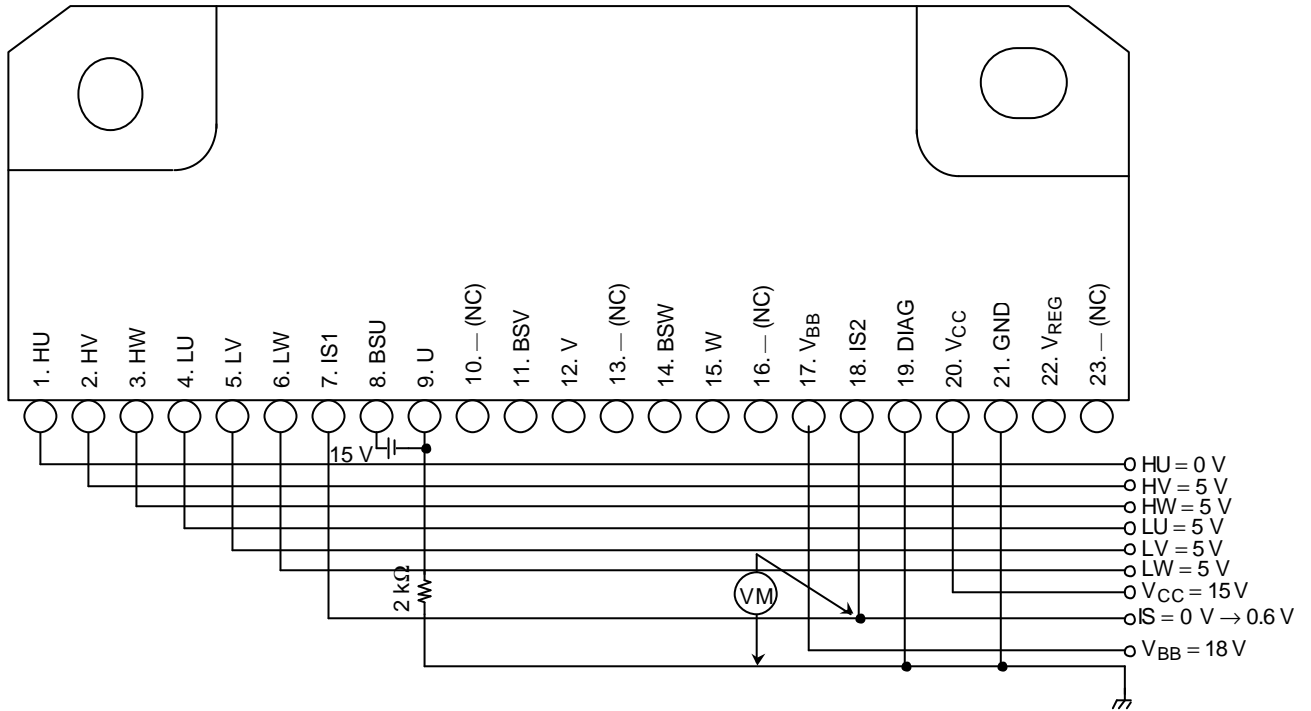 1. HU
2. HV
3. HW
4. LU
5. LV
6. LW
7. IS1
8. BSU
9. U
10. — (NC)
11. BSV
12. V
13. — (NC)
14. BSW
15. W
16. — (NC)
17. VBB
18. IS2
19. DIAG
20. VCC
21. GND
22. VREG
23. — (NC)
15 V
HU = 0 V
HV = 5 V
HW = 5 V
LU = 5 V
LV = 5 V
LW = 5 V
2 kΩ
VM
VCC = 15 V
IS = 0 V → 0.6 V
VBB = 18 V